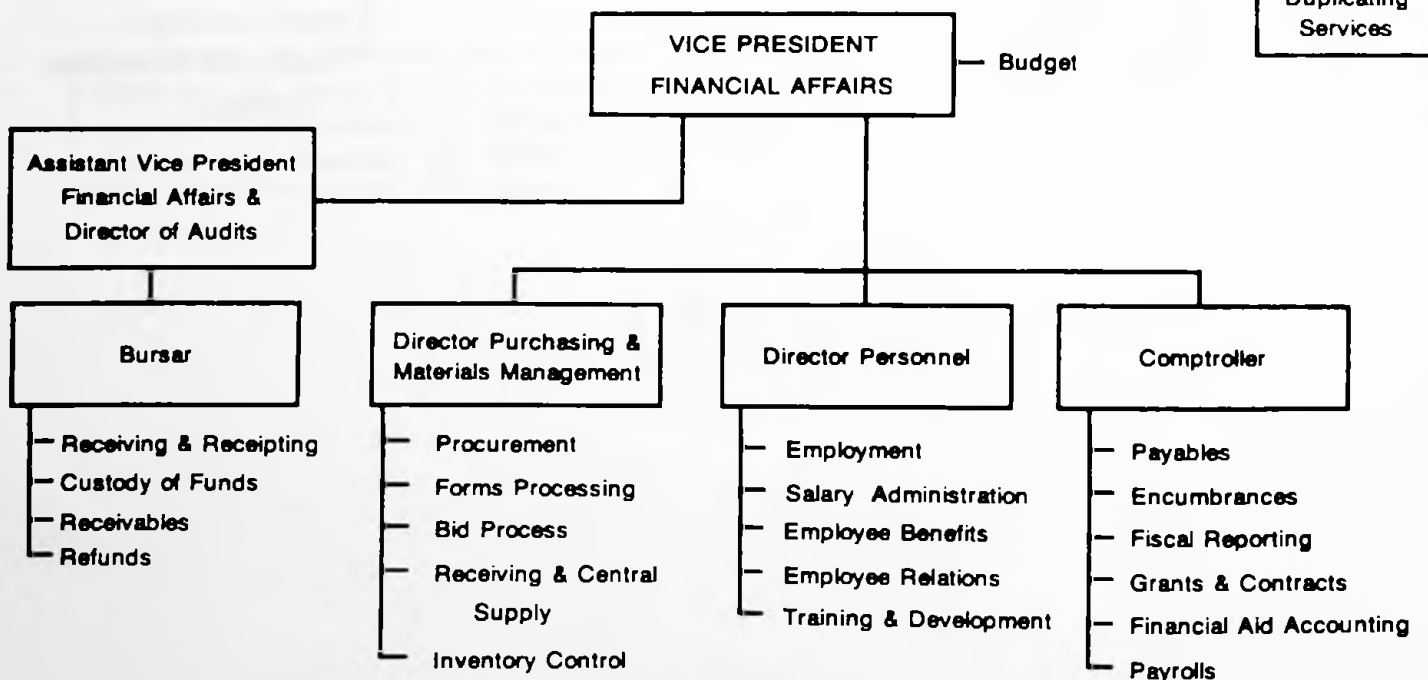 Duplicating
Services
VICE PRESIDENT
FINANCIAL AFFAIRS
Budget
Assistant Vice President
Financial Affairs &
Director of Audits
Bursar
Receiving & Receipting
Custody of Funds
Receivables
Refunds
Director Purchasing &
Materials Management
Procurement
Forms Processing
Bid Process
Receiving & Central
Supply
Inventory Control
Director Personnel
Employment
Salary Administration
Employee Benefits
Employee Relations
Training & Development
Comptroller
Payables
Encumbrances
Fiscal Reporting
Grants & Contracts
Financial Aid Accounting
Payrolls